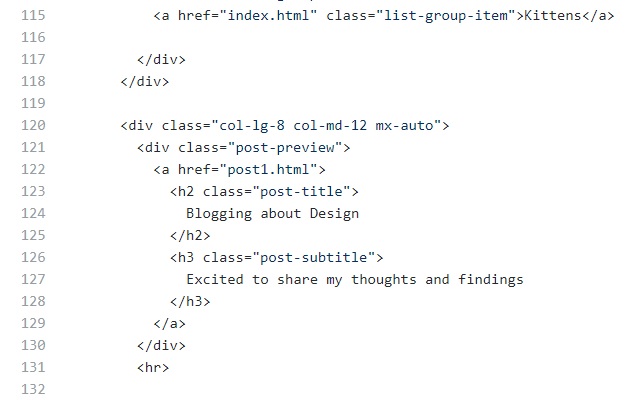 115 <a href="index.html" class="list-group-item">Kittens</a>
116
117 </div>
118 </div>
119
120 <div class="col-lg-8 col-md-12 mx-auto">
121 <div class="post-preview">
122 <a href="post1.html">
123 <h2 class="post-title">
124 Blogging about Design
125 </h2>
126 <h3 class="post-subtitle">
127 Excited to share my thoughts and findings
128 </h3>
129 </a>
130 </div>
131 <hr>
132